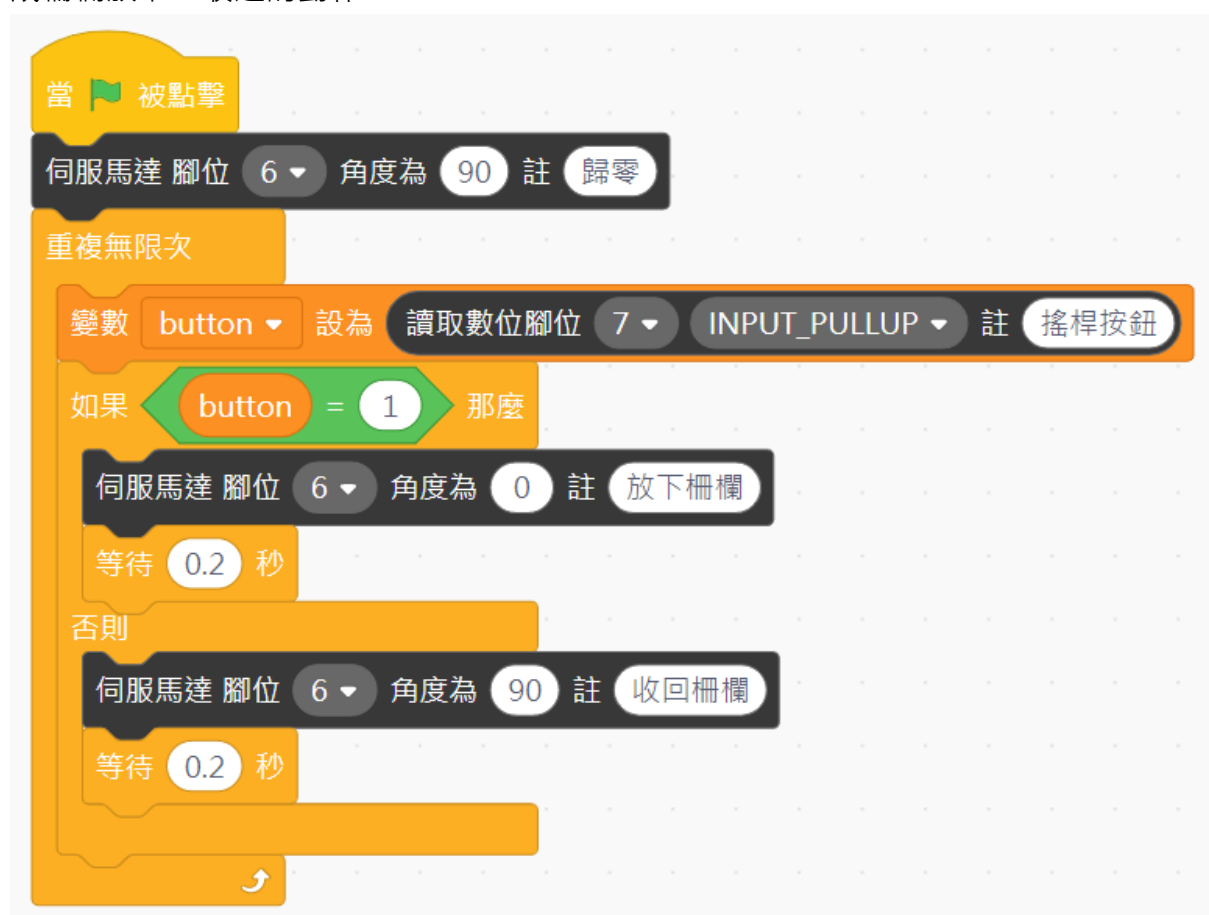 當 被點擊
伺服馬達 腳位 6 角度為 90 註 歸零
重複無限次
變數 button 設為 讀取數位腳位 7 INPUT_PULLUP 註 搖桿按鈕
如果 button = 1 那麼
伺服馬達 腳位 6 角度為 0 註 放下柵欄
等待 0.2 秒
否則
伺服馬達 腳位 6 角度為 90 註 收回柵欄
等待 0.2 秒